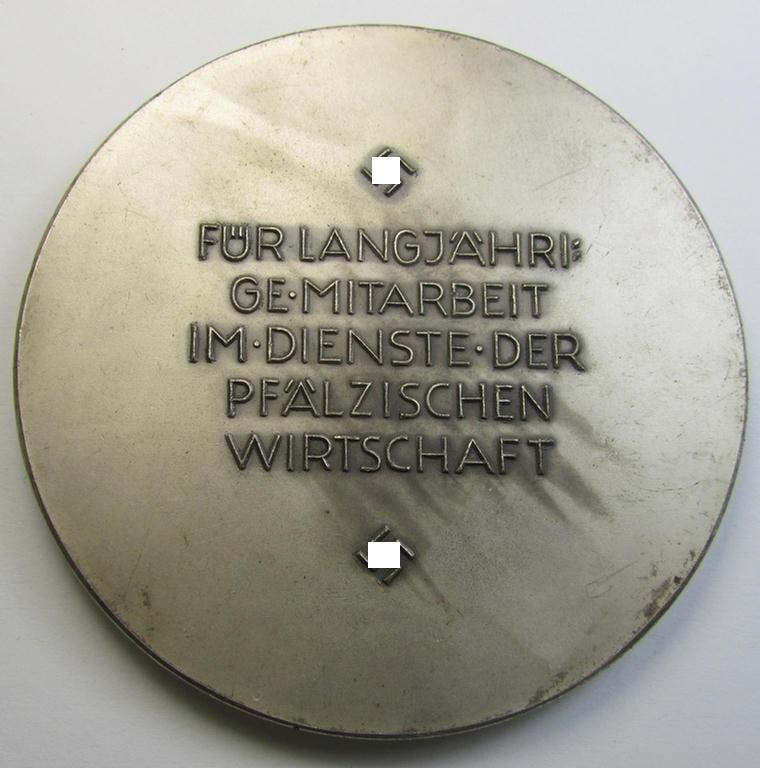 FÜR LANGJÄHRI:
GE·MITARBEIT
IM·DIENSTE·DER
PFÄLZISCHEN
WIRTSCHAFT